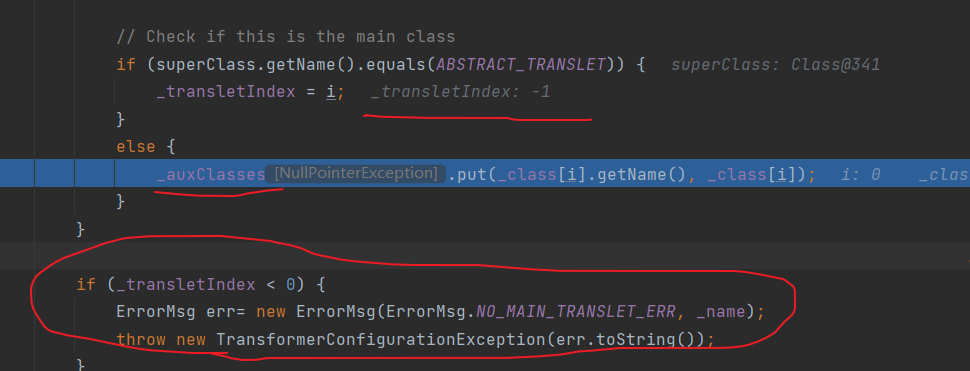 // Check if this is the main class
if (superClass.getName().equals(ABSTRACT_TRANSLET)) { superClass: Class@341
_transletIndex = i; _transletIndex: -1
}
else {
_auxClasses [NullPointerException] .put(_class[i].getName(), _class[i]); i: 0 _clas
}
}
if (_transletIndex < 0) {
ErrorMsg err= new ErrorMsg(ErrorMsg.NO_MAIN_TRANSLET_ERR, _name);
throw new TransformerConfigurationException(err.toString());
}